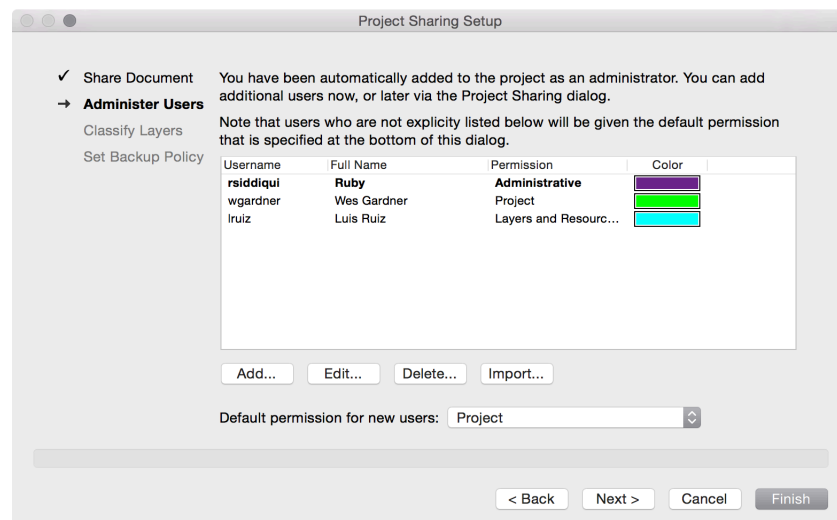 Project Sharing Setup
✓ Share Document
→ Administer Users
Classify Layers
Set Backup Policy
You have been automatically added to the project as an administrator. You can add
additional users now, or later via the Project Sharing dialog.
Note that users who are not explicity listed below will be given the default permission
that is specified at the bottom of this dialog.
Username Full Name Permission Color
rsiddiqui Ruby Administrative
wgardner Wes Gardner Project
lruiz Luis Ruiz Layers and Resourc...
Add... Edit... Delete... Import...
Default permission for new users: Project
< Back Next > Cancel Finish